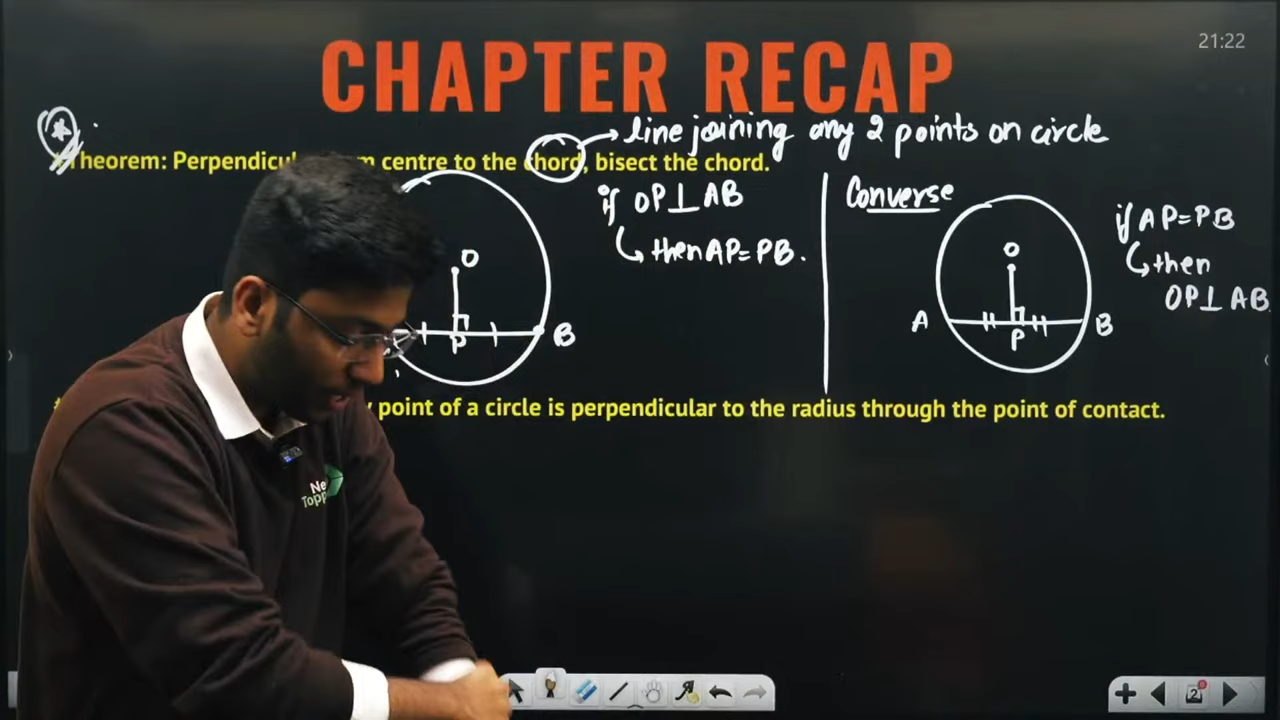 21:22
CHAPTER RECAP
line joining any 2 points on circle
Theorem: centre to the chord, bisect the chord.
if OP⊥AB
then AP=PB.
Converse
if AP=PB
then
OP⊥AB
O
P
B
O
A
P
B
point of a circle is perpendicular to the radius through the point of contact.
2